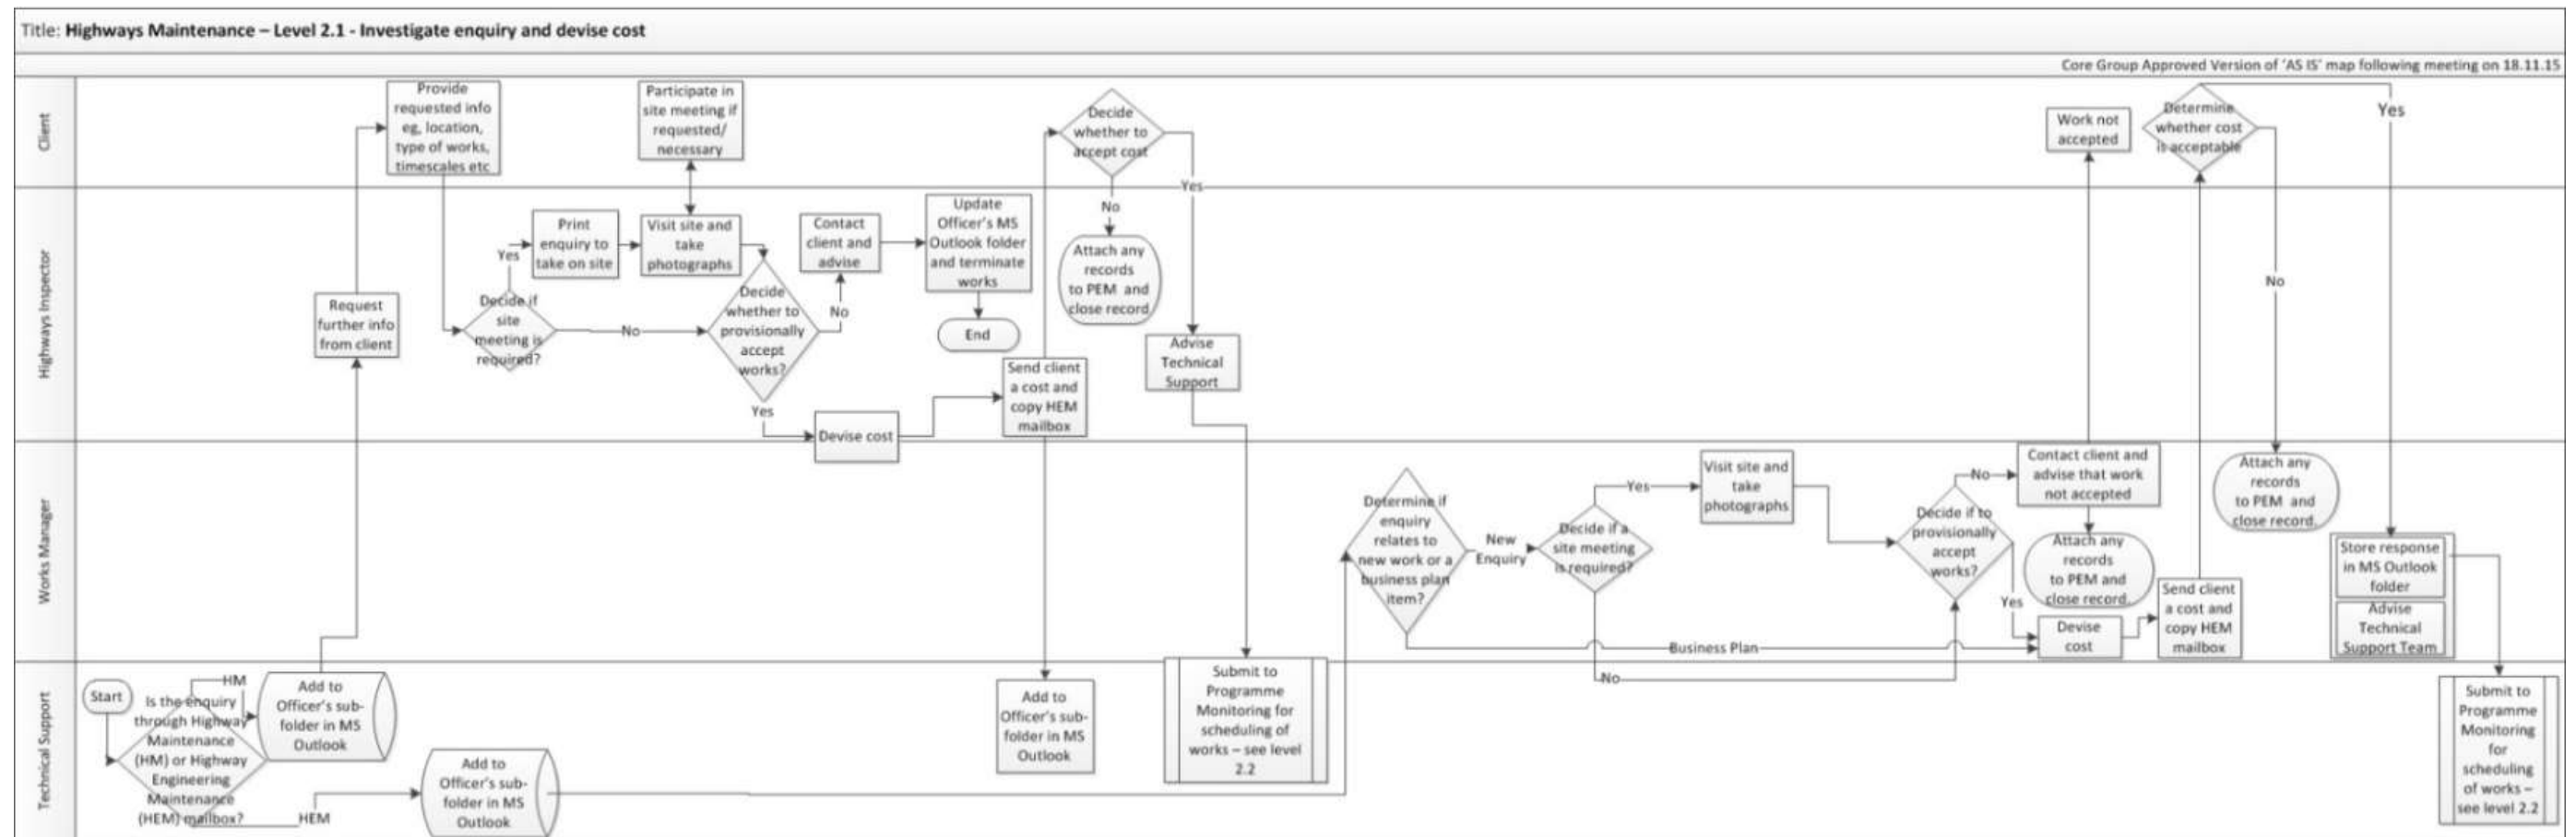 Title: Highways Maintenance – Level 2.1 - Investigate enquiry and devise cost
Core Group Approved Version of 'AS IS' map following meeting on 18.11.15
Client
Provide
requested info
eg, location,
type of works,
timescales etc
Participate in
site meeting if
requested/
necessary
Decide
whether to
accept cost
Yes
No
Work not
accepted
Determine
whether cost
is acceptable
Yes
No
Highways Inspector
Request
further info
from client
Decide if
site
meeting is
required?
Yes
No
Print
enquiry to
take on site
Visit site and
take
photographs
Decide
whether to
provisionally
accept
works?
No
Yes
Contact
client and
advise
Update
Officer's MS
Outlook folder
and terminate
works
End
Devise cost
Send client
a cost and
copy HEM
mailbox
Attach any
records
to PEM and
close record
Advise
Technical
Support
Works Manager
Determine if
enquiry
relates to
new work or a
business plan
item?
New
Enquiry
Business Plan
Decide if a
site meeting
is required?
Yes
No
Visit site and
take
photographs
Decide if to
provisionally
accept
works?
No
Yes
Contact client and
advise that work
not accepted
Attach any
records
to PEM and
close record
Devise
cost
Send client
a cost and
copy HEM
mailbox
Attach any
records
to PEM and
close record
Store response
in MS Outlook
folder
Advise
Technical
Support Team
Technical Support
Start
Is the enquiry
through Highway
Maintenance
(HM) or Highway
Engineering
Maintenance
(HEM) mailbox?
HM
HEM
Add to
Officer's sub-
folder in MS
Outlook
Add to
Officer's sub-
folder in MS
Outlook
Add to
Officer's sub-
folder in MS
Outlook
Submit to
Programme
Monitoring for
scheduling of
works – see level
2.2
Submit to
Programme
Monitoring
for
scheduling
of works –
see level 2.2